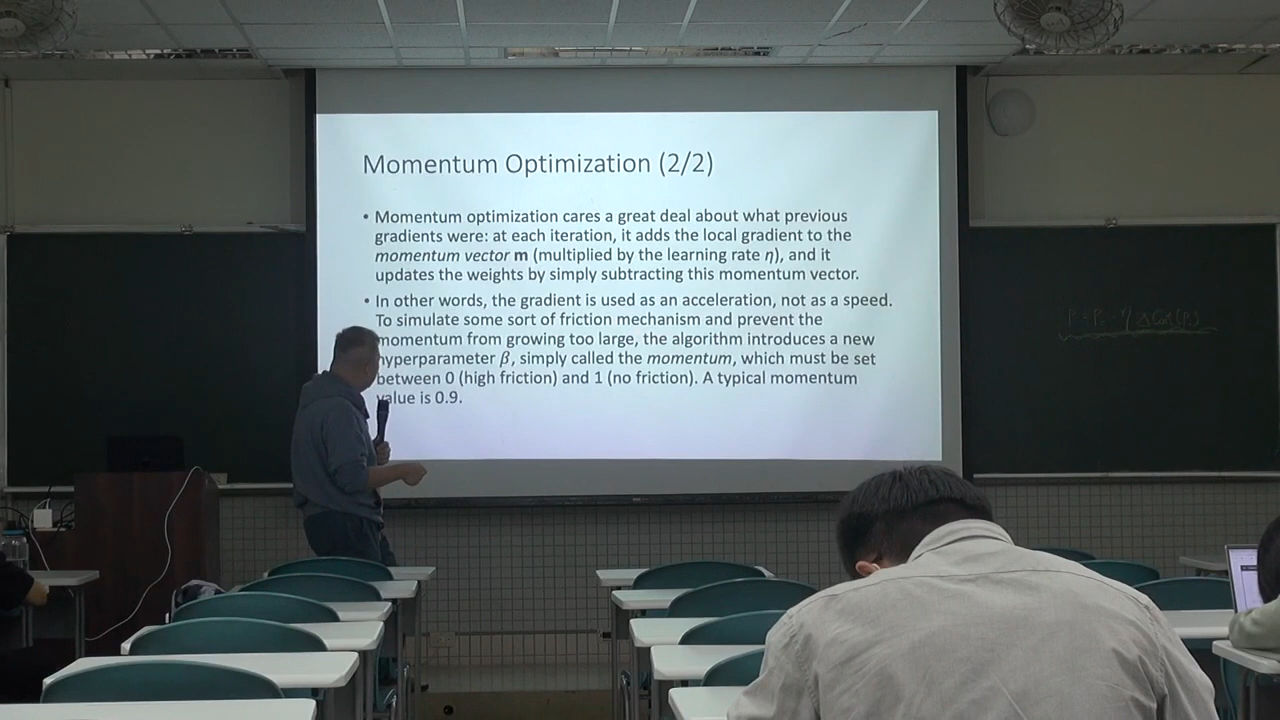 Momentum Optimization (2/2)
• Momentum optimization cares a great deal about what previous
gradients were: at each iteration, it adds the local gradient to the
momentum vector m (multiplied by the learning rate η), and it
updates the weights by simply subtracting this momentum vector.
• In other words, the gradient is used as an acceleration, not as a speed.
To simulate some sort of friction mechanism and prevent the
momentum from growing too large, the algorithm introduces a new
hyperparameter β, simply called the momentum, which must be set
between 0 (high friction) and 1 (no friction). A typical momentum
value is 0.9.